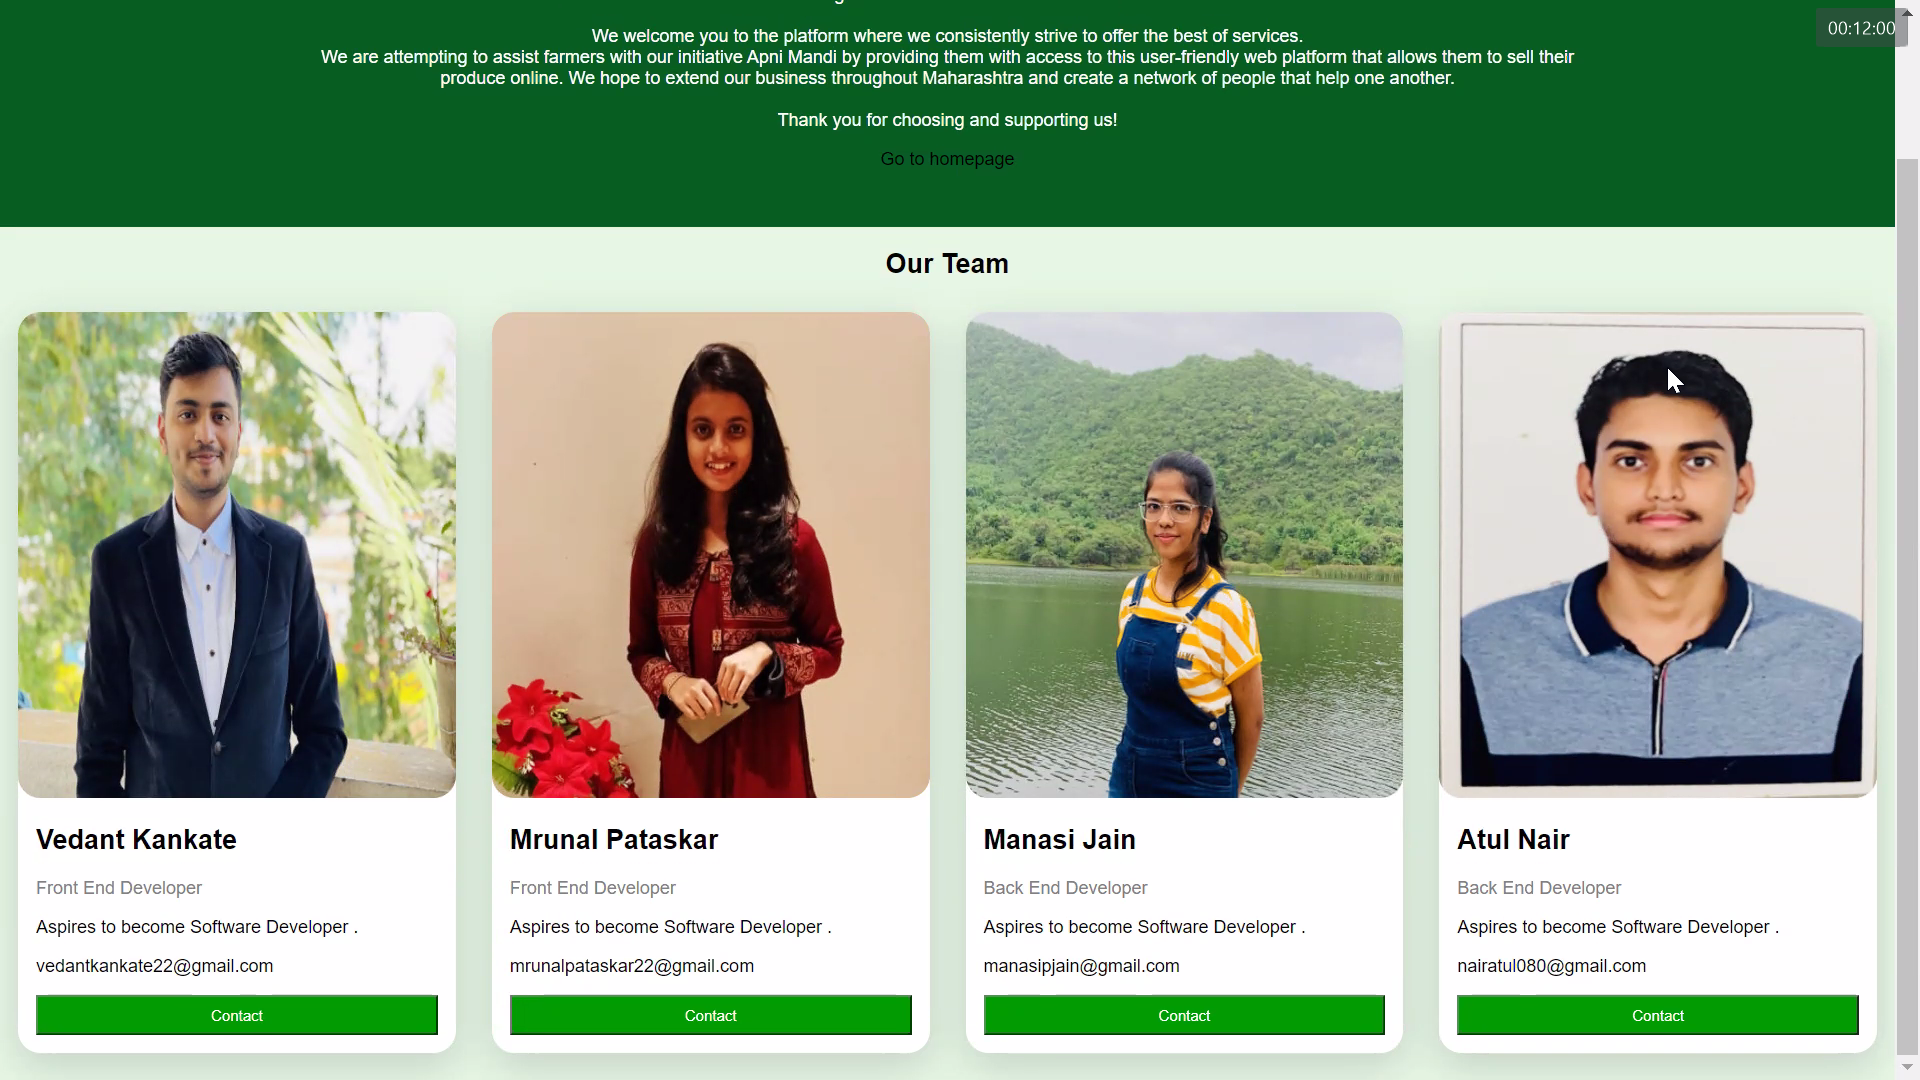 We welcome you to the platform where we consistently strive to offer the best of services.
We are attempting to assist farmers with our initiative Apni Mandi by providing them with access to this user-friendly web platform that allows them to sell their
produce online. We hope to extend our business throughout Maharashtra and create a network of people that help one another.
Thank you for choosing and supporting us!
Go to homepage
00:12:00
Our Team
Vedant Kankate
Front End Developer
Aspires to become Software Developer .
vedantkankate22@gmail.com
Contact
Mrunal Pataskar
Front End Developer
Aspires to become Software Developer .
mrunalpataskar22@gmail.com
Contact
Manasi Jain
Back End Developer
Aspires to become Software Developer .
manasipjain@gmail.com
Contact
Atul Nair
Back End Developer
Aspires to become Software Developer .
nairatul080@gmail.com
Contact